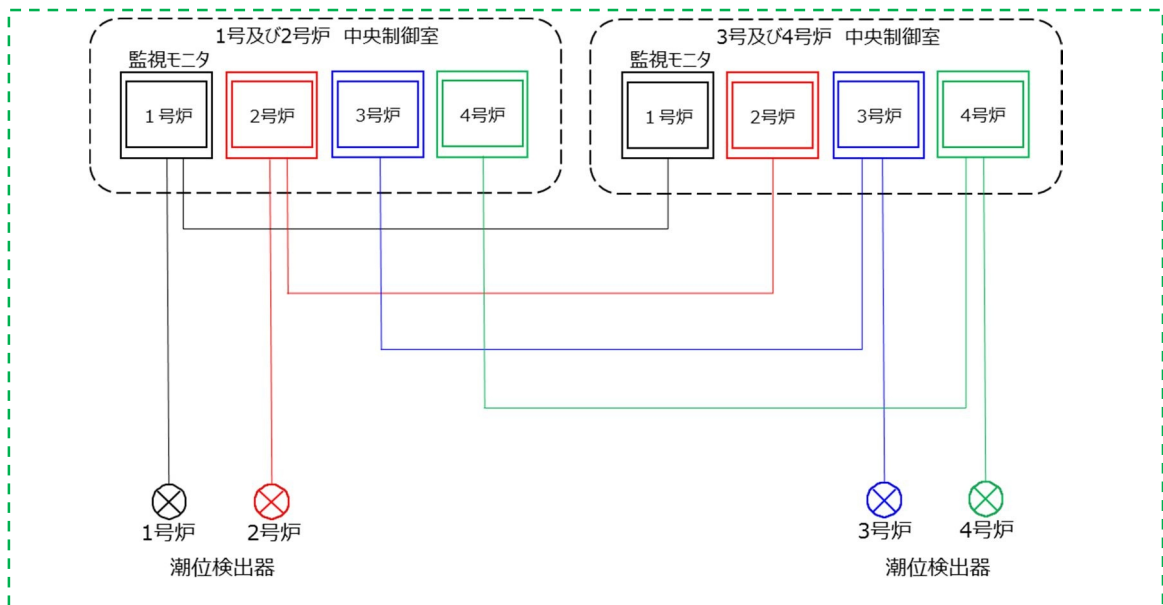 1号及び2号炉 中央制御室
監視モニタ
1号炉
2号炉
3号炉
4号炉
3号及び4号炉 中央制御室
監視モニタ
1号炉
2号炉
3号炉
4号炉
1号炉
2号炉
潮位検出器
3号炉
4号炉
潮位検出器